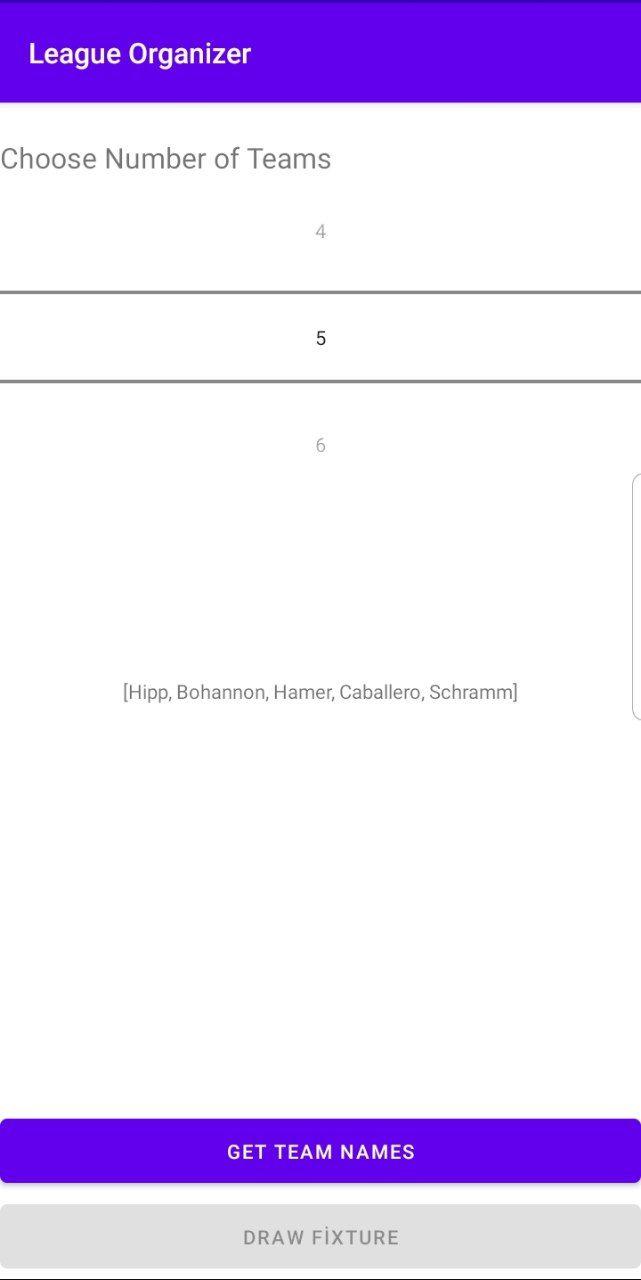 League Organizer
Choose Number of Teams
4
5
6
[Hipp, Bohannon, Hamer, Caballero, Schramm]
GET TEAM NAMES
DRAW FİXTURE